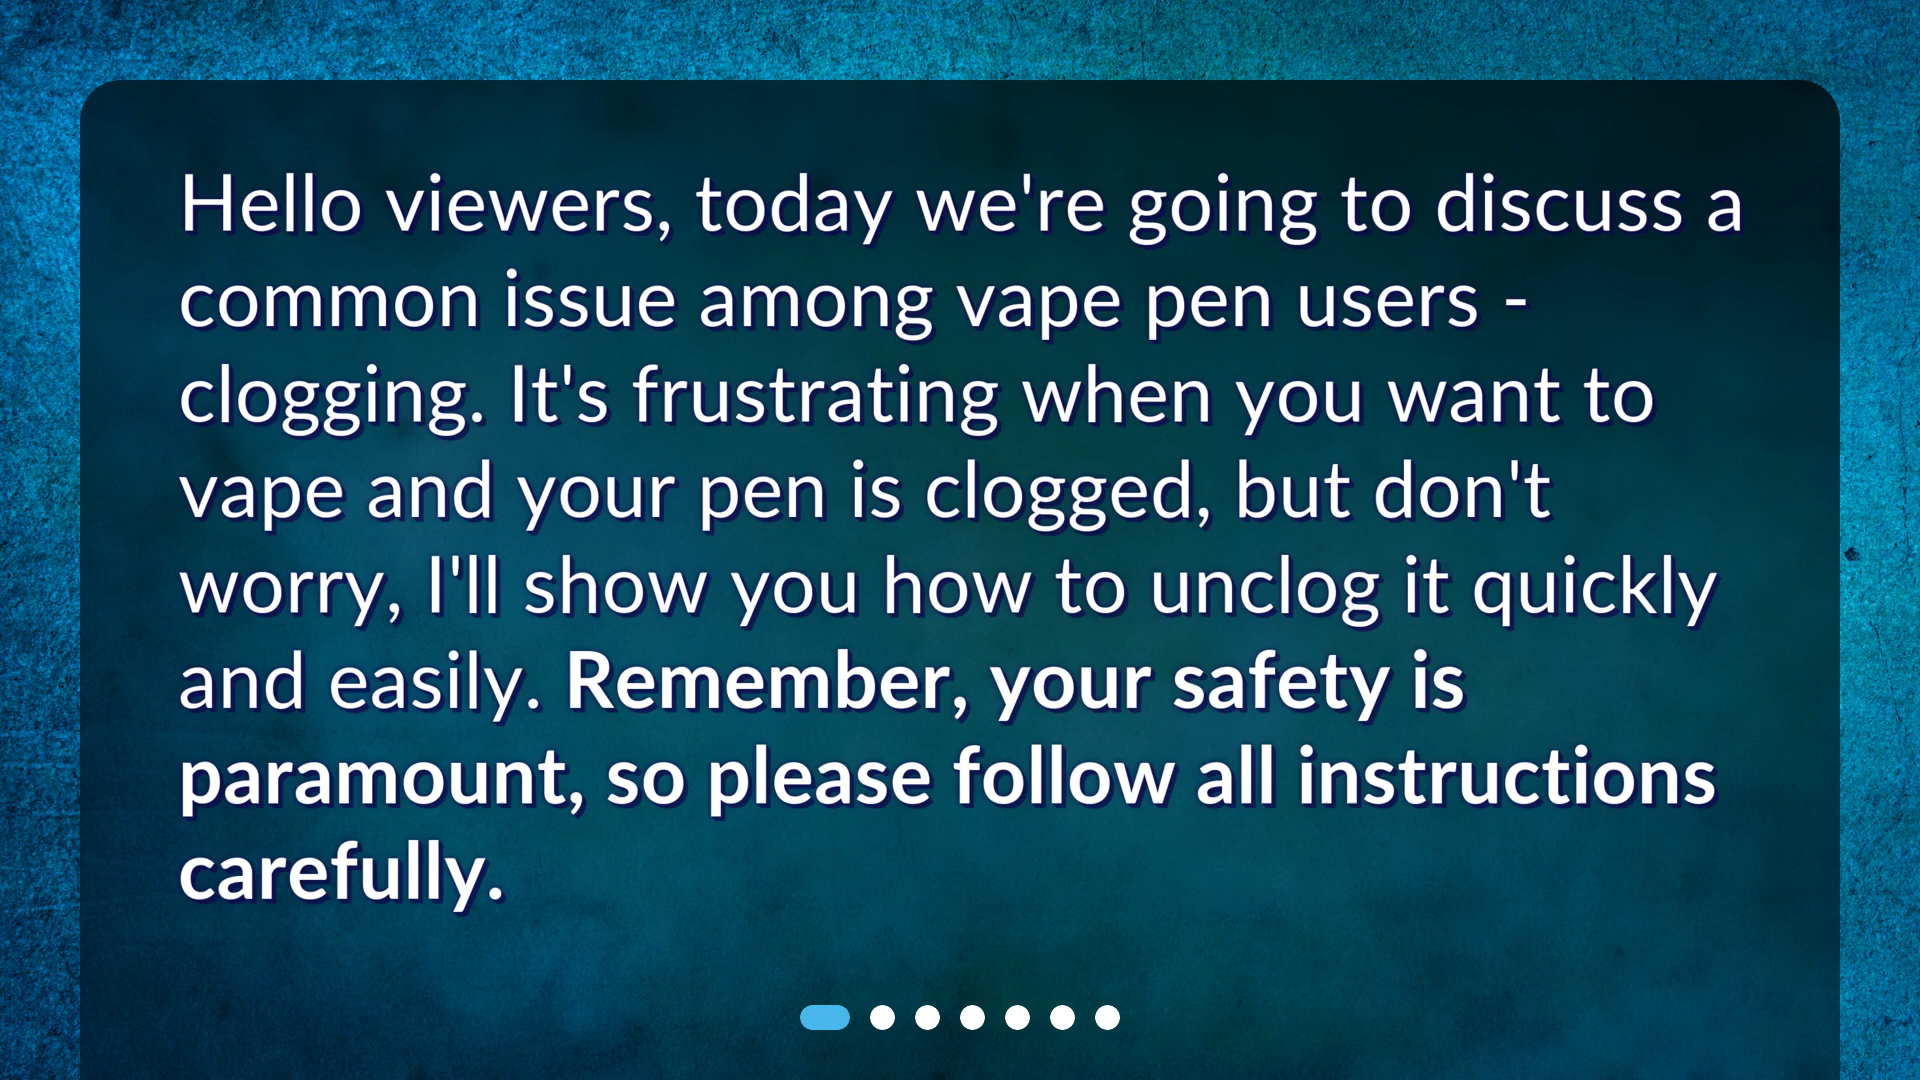 Hello viewers, today we're going to discuss a
common issue among vape pen users -
clogging. It's frustrating when you want to
vape and your pen is clogged, but don't
worry, I'll show you how to unclog it quickly
and easily. Remember, your safety is
paramount, so please follow all instructions
carefully.